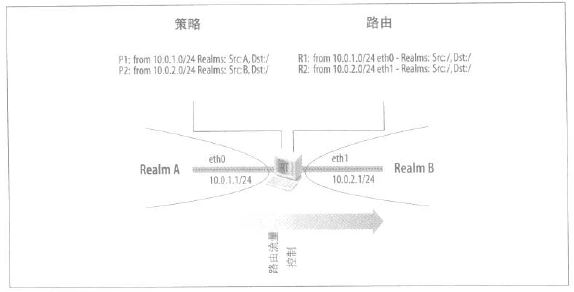 策略
路由
P1: from 10.0.1.0/24 Realms: Src:A, Dst:/
P2: from 10.0.2.0/24 Realms: Src:B, Dst:/
R1: from 10.0.1.0/24 eth0 - Realms: Src:/, Dst:/
R2: from 10.0.2.0/24 eth1 - Realms: Src:/, Dst:/
Realm A
eth0
10.0.1.1/24
RT
eth1
10.0.2.1/24
Realm B
路由流量
控制